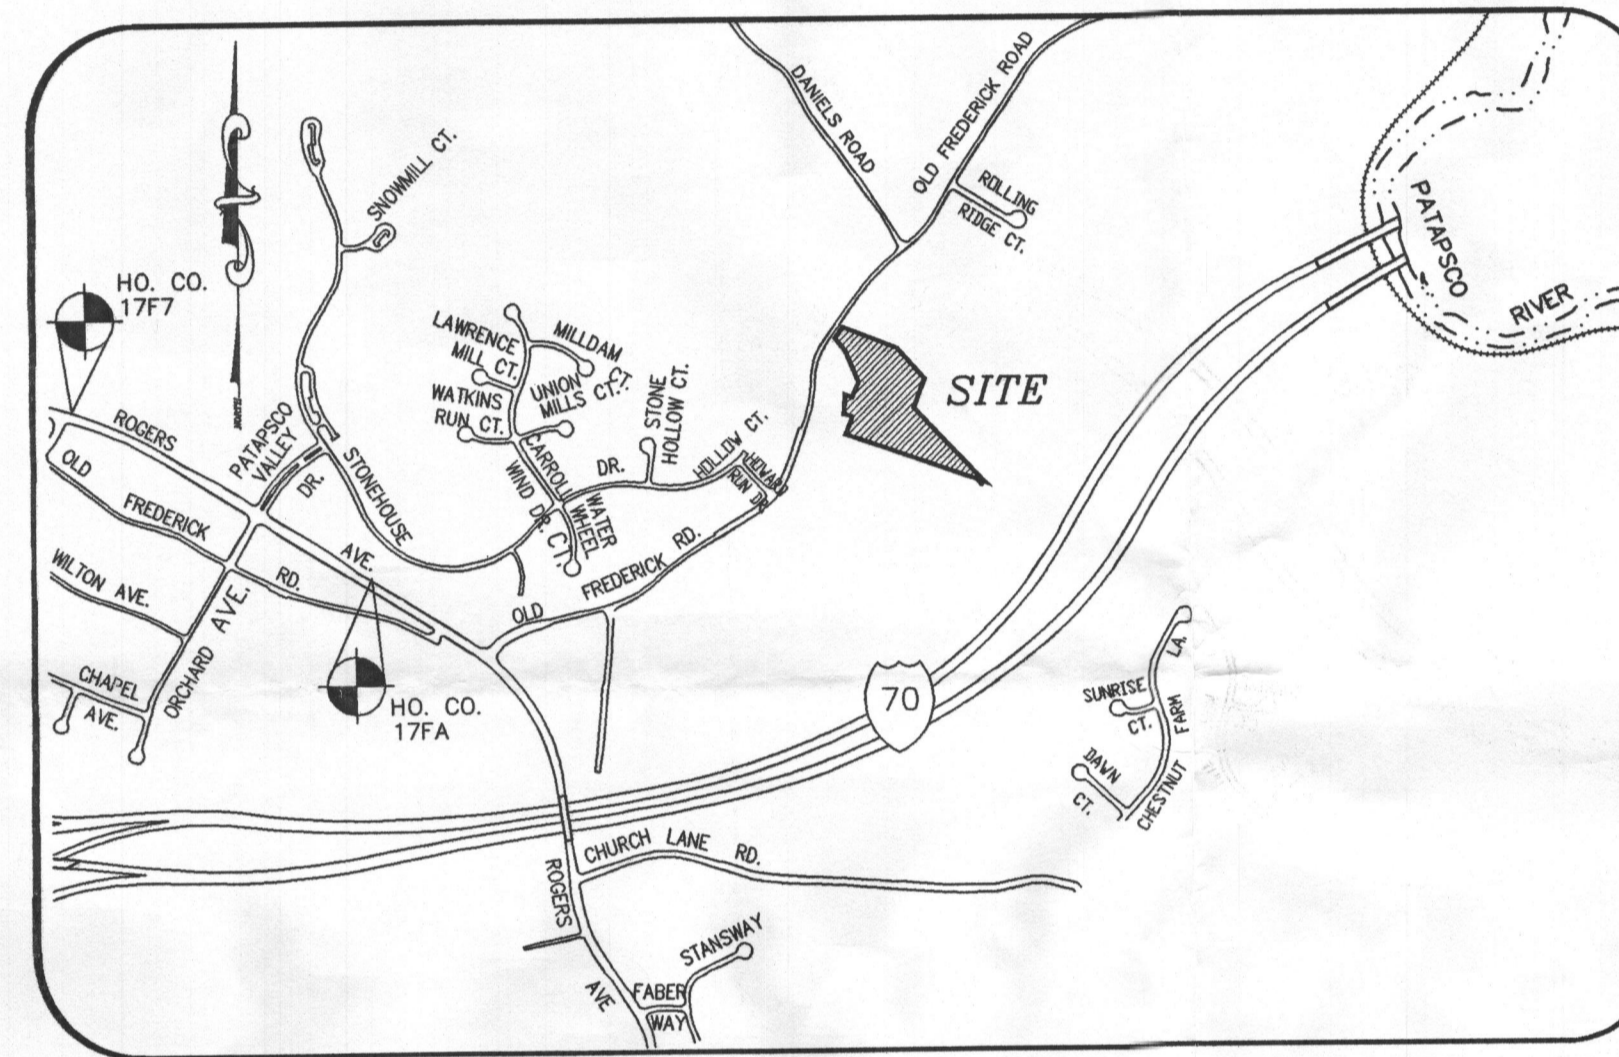 DANIELS ROAD
OLD FREDERICK ROAD
ROLLING
RIDGE CT.
SNOWMILL CT.
PATAPSCO
RIVER
HO. CO.
17F7
NORTH
LAWRENCE
MILL CT.
MILLDAM
CT.
UNION
MILLS CT.
WATKINS
RUN CT.
STONE
HOLLOW CT.
SITE
ROGERS
AVE.
PATAPSCO
VALLEY
DR.
STONEHOUSE
DR.
CARROLL
WIND DR.
WATER
WHEEL
CT.
HOLLOW CT.
HOWARD
RUN DR.
OLD
FREDERICK
RD.
OLD
FREDERICK
RD.
WILTON AVE.
ORCHARD AVE.
CHAPEL
AVE.
HO. CO.
17FA
70
SUNRISE
CT.
DAWN
CT.
CHESTNUT
FARM
LA.
CHURCH LANE RD.
ROGERS
AVE
STANSWAY
FABER
WAY